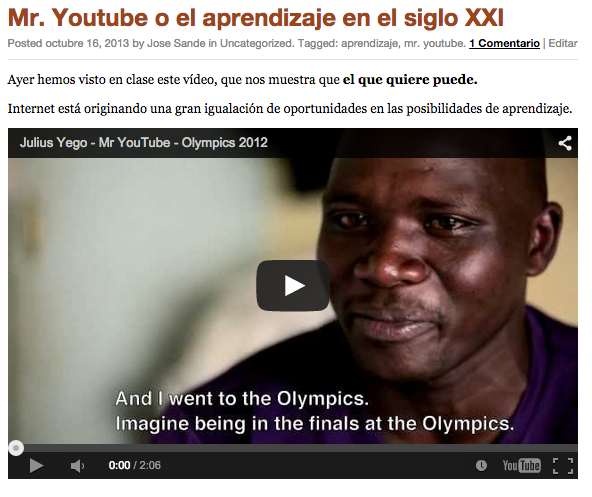 Mr. Youtube o el aprendizaje en el siglo XXI
Posted octubre 16, 2013 by Jose Sande in Uncategorized. Tagged: aprendizaje, mr. youtube. 1 Comentario | Editar
Ayer hemos visto en clase este vídeo, que nos muestra que el que quiere puede.
Internet está originando una gran igualación de oportunidades en las posibilidades de aprendizaje.
Julius Yego - Mr YouTube - Olympics 2012
And I went to the Olympics.
Imagine being in the finals at the Olympics.
0:00 / 2:06
YouTube